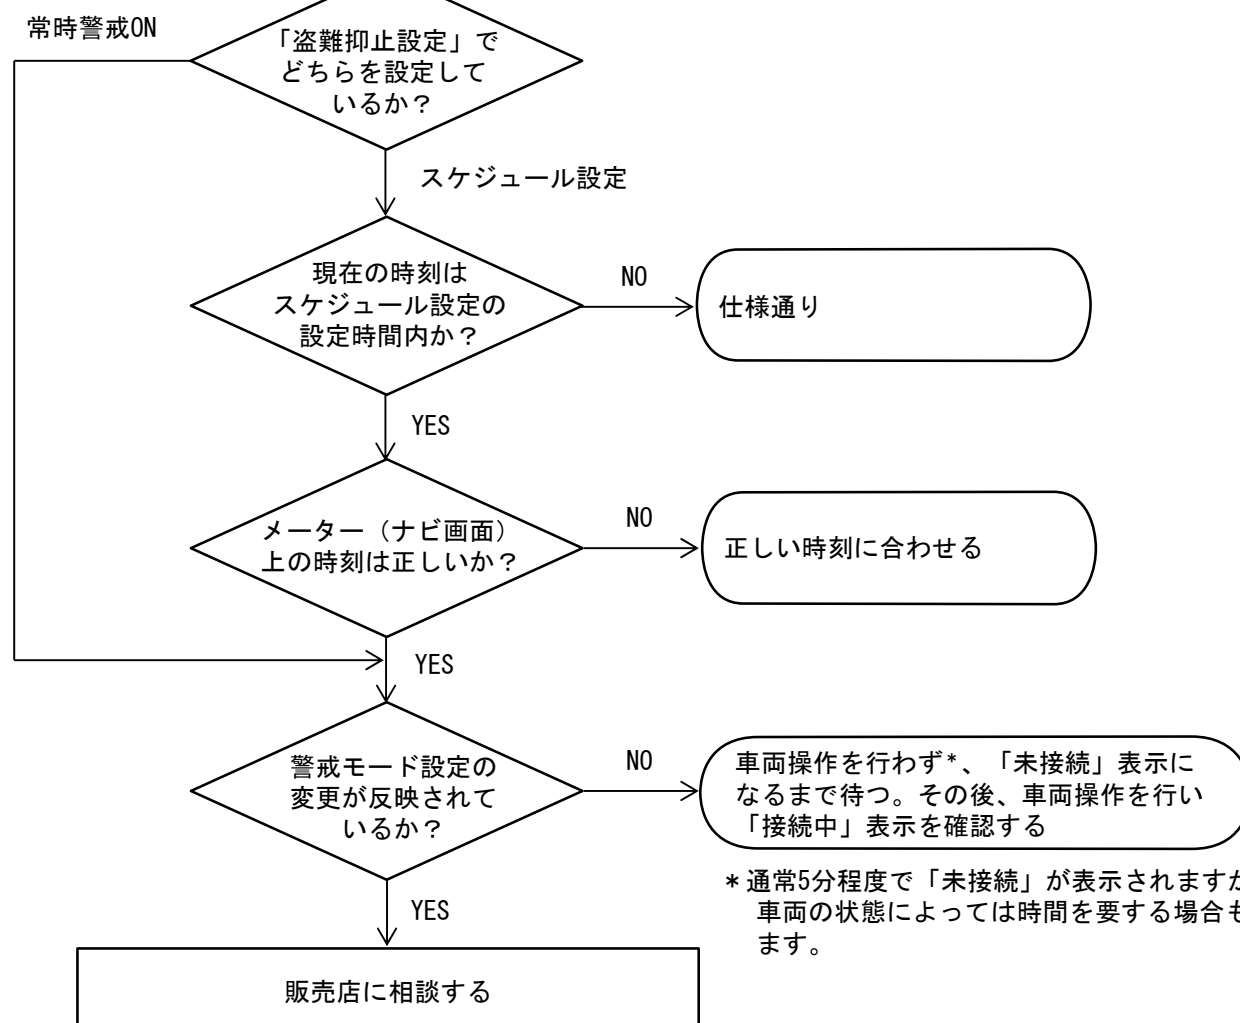 常時警戒ON
「盗難抑止設定」で
どちらを設定して
いるか？
スケジュール設定
現在の時刻は
スケジュール設定の
設定時間内か？
NO
仕様通り
YES
メーター（ナビ画面）
上の時刻は正しいか？
NO
正しい時刻に合わせる
YES
警戒モード設定の
変更が反映されて
いるか？
NO
車両操作を行わず*、「未接続」表示に
なるまで待つ。その後、車両操作を行い
「接続中」表示を確認する
＊通常5分程度で「未接続」が表示されますが
車両の状態によっては時間を要する場合も
ます。
YES
販売店に相談する